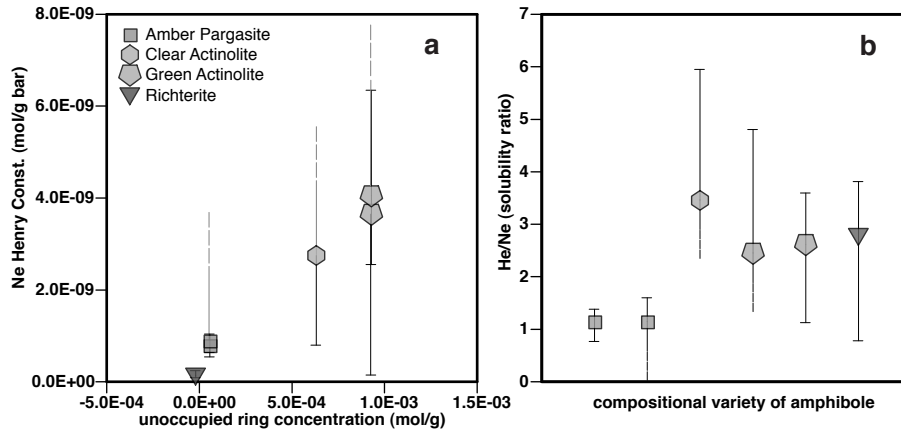 8.0E-09
6.0E-09
4.0E-09
2.0E-09
0.0E+00
Ne Henry Const. (mol/g bar)
Amber Pargasite
Clear Actinolite
Green Actinolite
Richterite
a
-5.0E-04
0.0E+00
5.0E-04
1.0E-03
1.5E-03
unoccupied ring concentration (mol/g)
7
6
5
4
3
2
1
0
He/Ne (solubility ratio)
b
compositional variety of amphibole